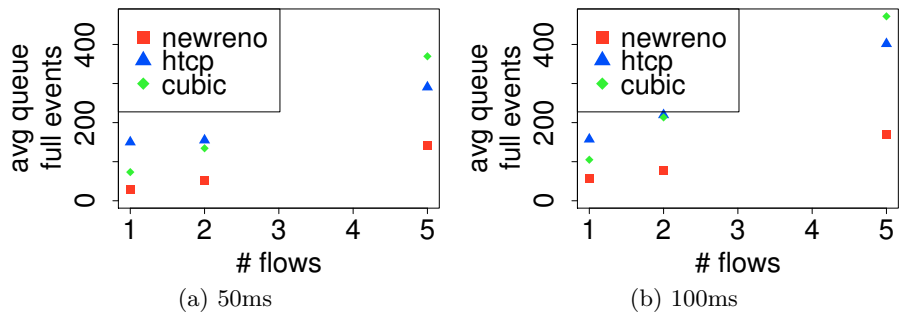 avg queue
full events
0 200 400
newreno
htcp
cubic
1 2 3 4 5
# flows
(a) 50ms
avg queue
full events
0 200 400
newreno
htcp
cubic
1 2 3 4 5
# flows
(b) 100ms